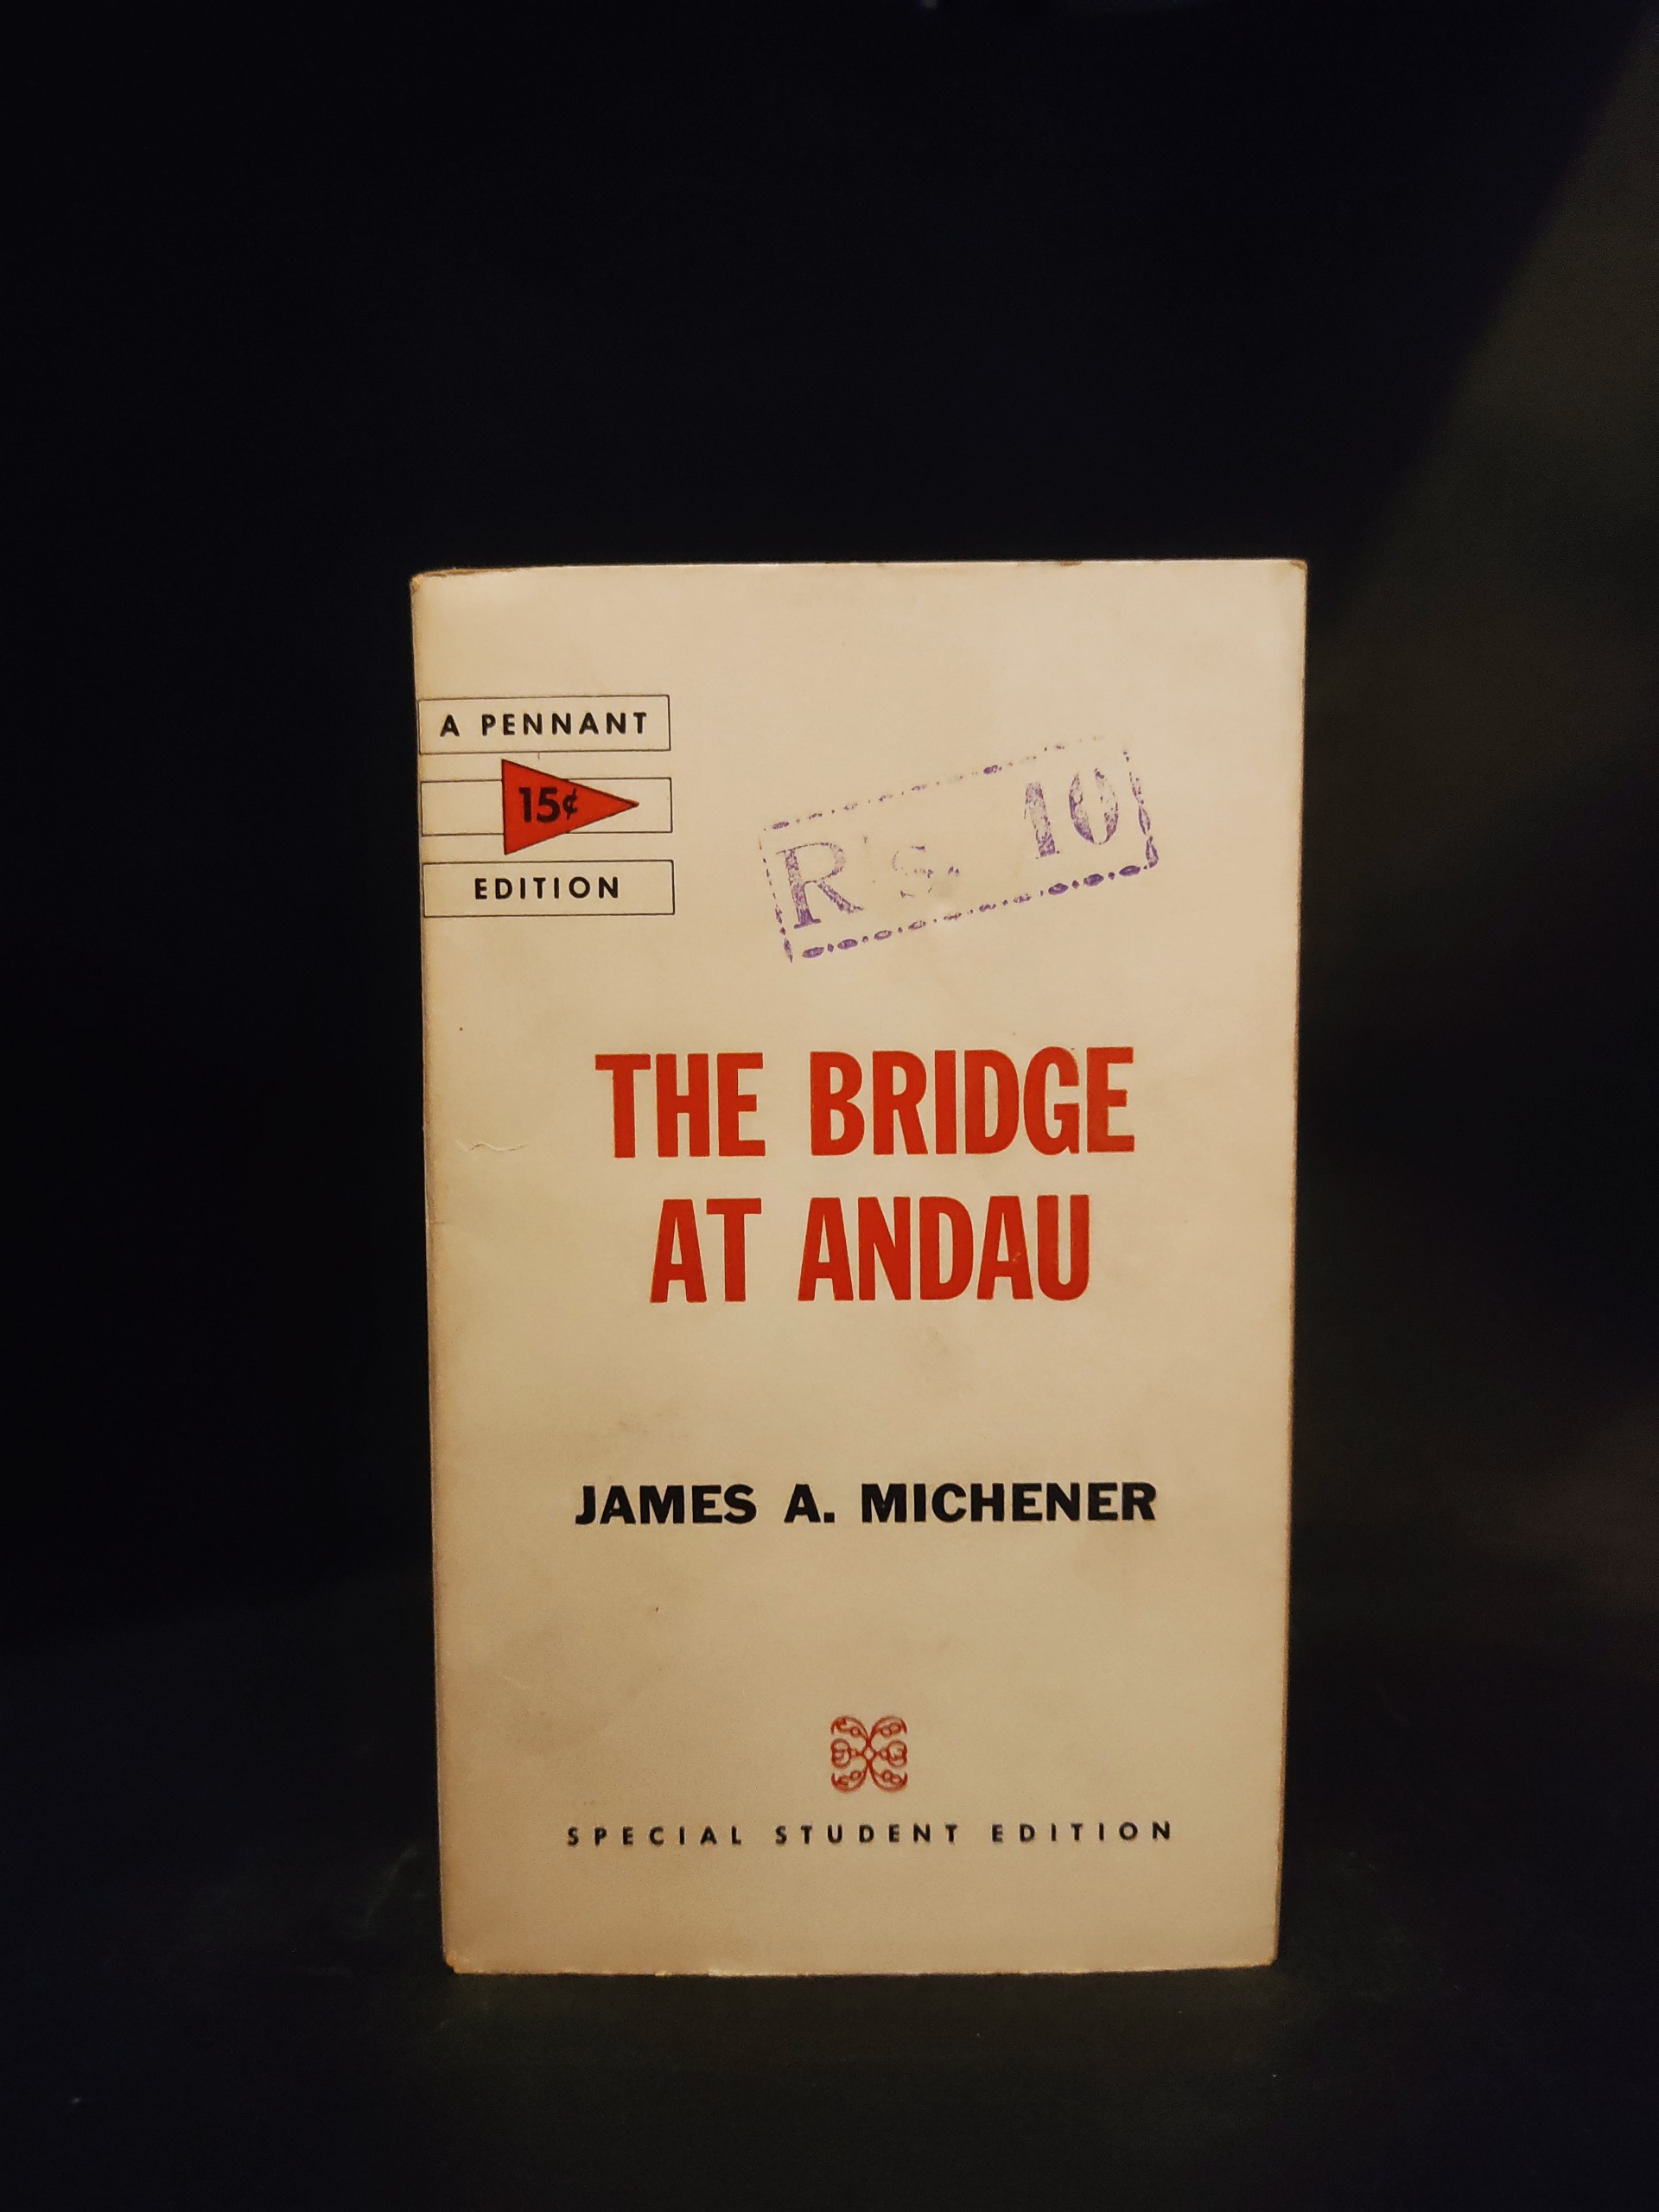 A PENNANT
15¢
EDITION
Rs. 10
THE BRIDGE
AT ANDAU
JAMES A. MICHENER
SPECIAL STUDENT EDITION